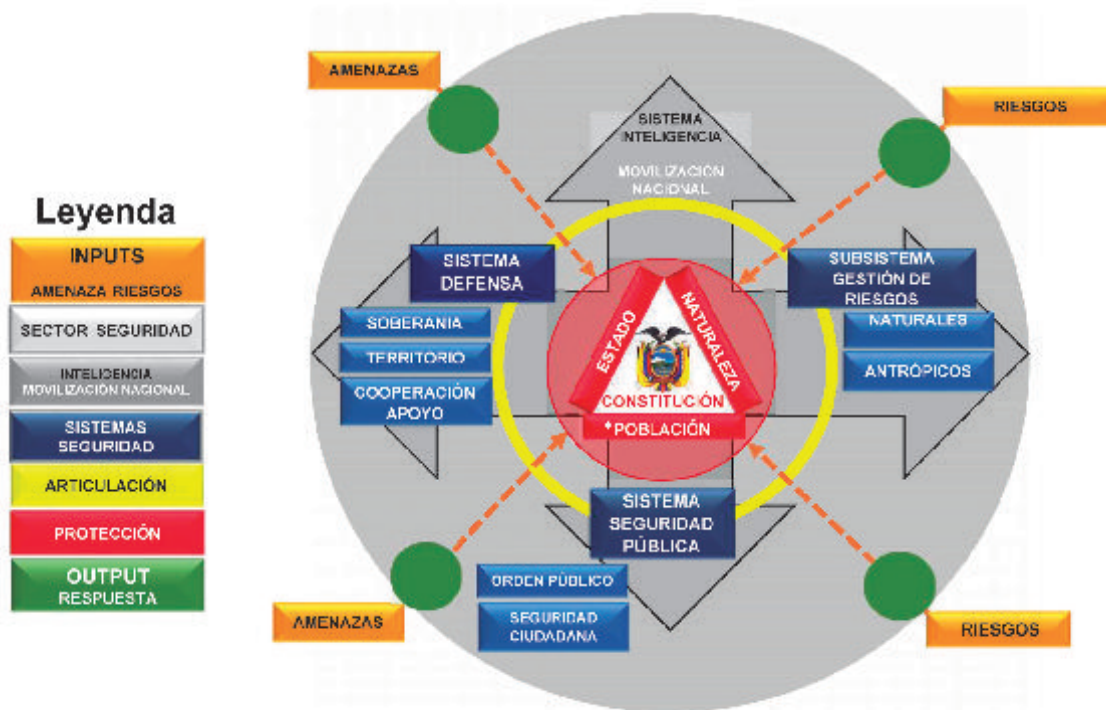 Leyenda
INPUTS
AMENAZA RIESGOS
SECTOR SEGURIDAD
INTELIGENCIA
MOVILIZACIÓN NACIONAL
SISTEMAS
SEGURIDAD
ARTICULACIÓN
PROTECCIÓN
OUTPUT
RESPUESTA
AMENAZAS
RIESGOS
SISTEMA
INTELIGENCIA
MOVILIZACIÓN
NACIONAL
SISTEMA
DEFENSA
SOBERANIA
TERRITORIO
COOPERACIÓN
APOYO
SUBSISTEMA
GESTIÓN DE
RIESGOS
NATURALES
ANTRÓPICOS
ESTADO
NATURALEZA
CONSTITUCIÓN
*POBLACIÓN
SISTEMA
SEGURIDAD
PÚBLICA
ORDEN PÚBLICO
SEGURIDAD
CIUDADANA
AMENAZAS
RIESGOS